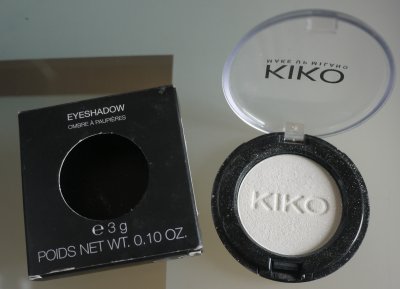 EYESHADOW
OMBRE À PAUPIÈRES
℮ 3 g
POIDS NET WT. 0.10 OZ.
MAKE UP MILANO
KIKO
KIKO